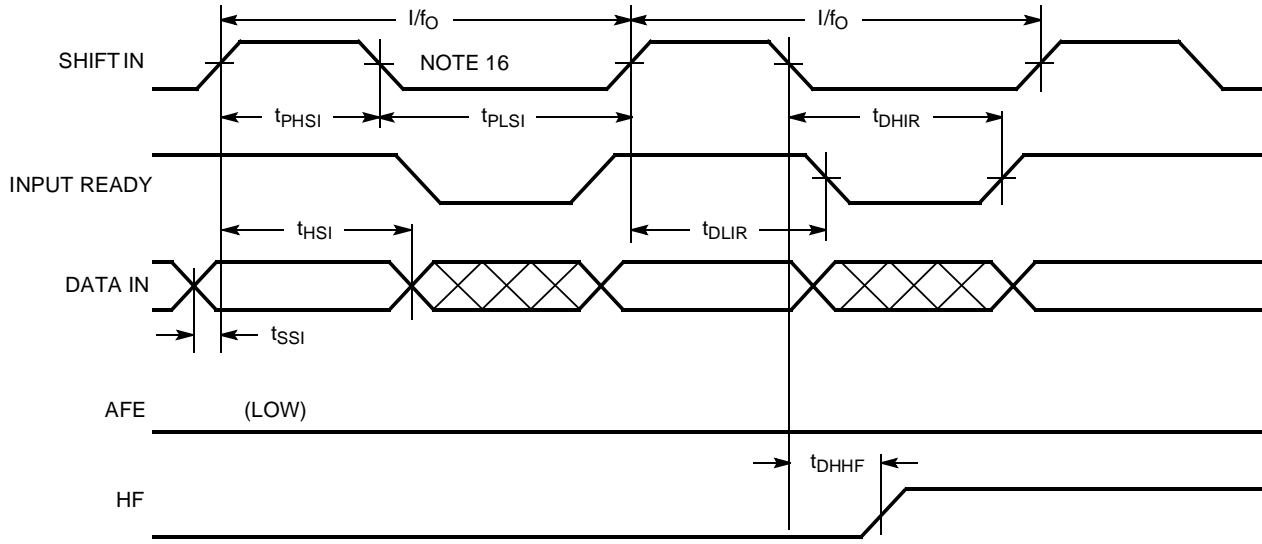 I/fO I/fO
SHIFT IN NOTE 16
tPHSI tPLSI tDHIR
INPUT READY
tHSI tDLIR
DATA IN
tSSI
AFE (LOW)
tDHHF
HF